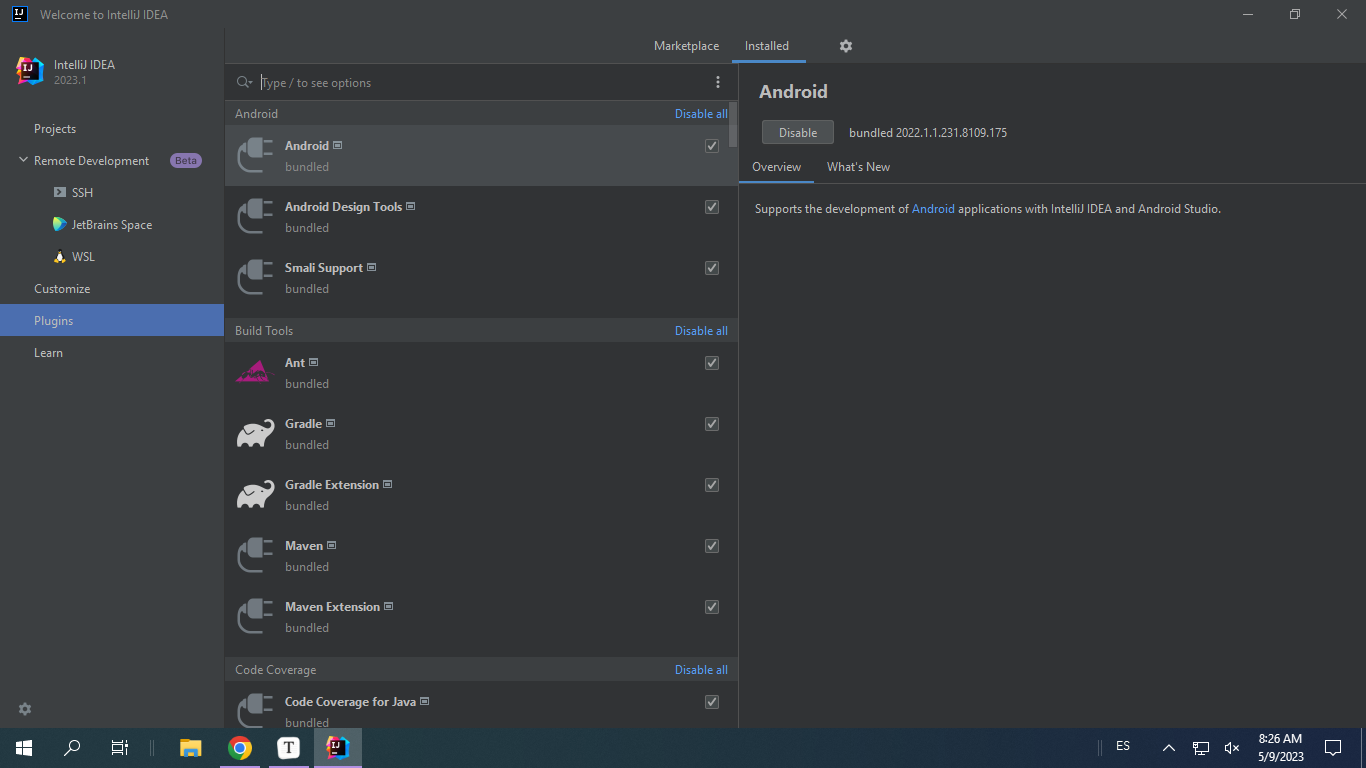 Welcome to IntelliJ IDEA
IntelliJ IDEA
2023.1
Projects
Remote Development Beta
SSH
JetBrains Space
WSL
Customize
Plugins
Learn
Marketplace Installed
Type / to see options
Android Disable all
Android
bundled
Android Design Tools
bundled
Smali Support
bundled
Build Tools Disable all
Ant
bundled
Gradle
bundled
Gradle Extension
bundled
Maven
bundled
Maven Extension
bundled
Code Coverage Disable all
Code Coverage for Java
bundled
Android
Disable bundled 2022.1.1.231.8109.175
Overview What's New
Supports the development of Android applications with IntelliJ IDEA and Android Studio.
ES
8:26 AM
5/9/2023